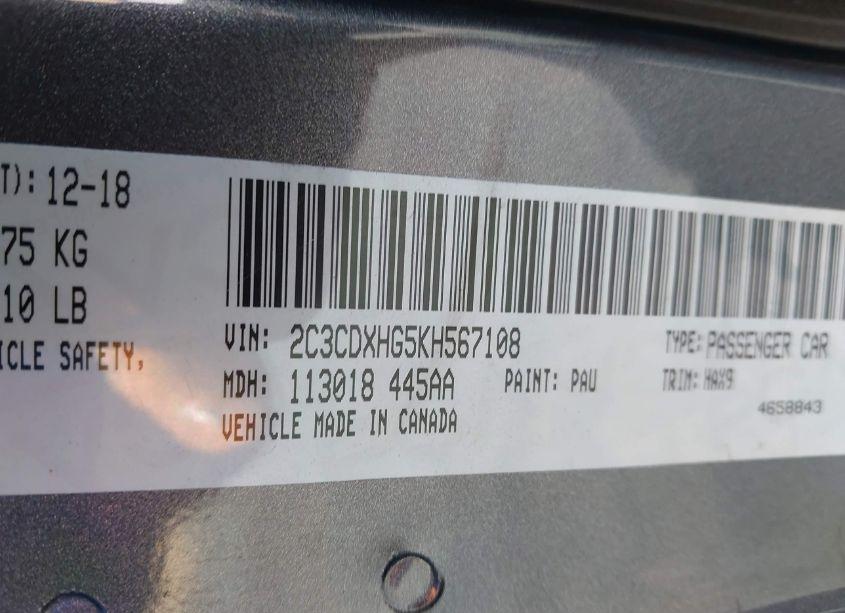 T): 12-18
75 KG
10 LB
ICLE SAFETY,
VIN: 2C3CDXHG5KH567108
TYPE: PASSENGER CAR
MDH: 113018 445AA
PAINT: PAU
TRIM: HAX9
4658843
VEHICLE MADE IN CANADA